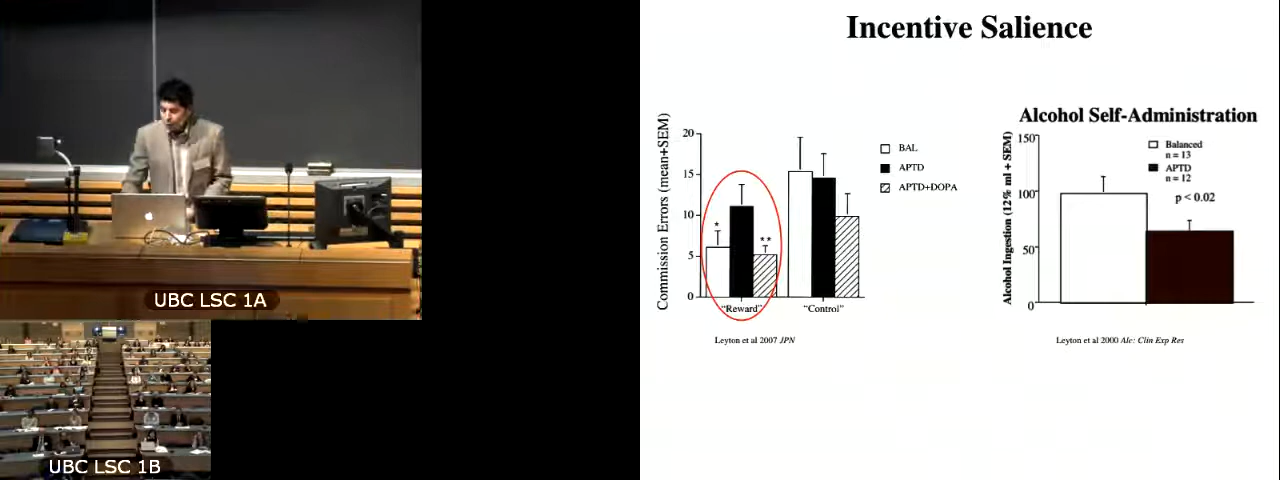 UBC LSC 1A
UBC LSC 1B
Incentive Salience
Commission Errors (mean+SEM)
20
15
10
5
0
*
**
"Reward"
"Control"
BAL
APTD
APTD+DOPA
Leyton et al 2007 JPN
Alcohol Self-Administration
Alcohol Ingestion (12% ml + SEM)
150
100
50
0
Balanced
n = 13
APTD
n = 12
p < 0.02
Leyton et al 2000 Alc: Clin Exp Res